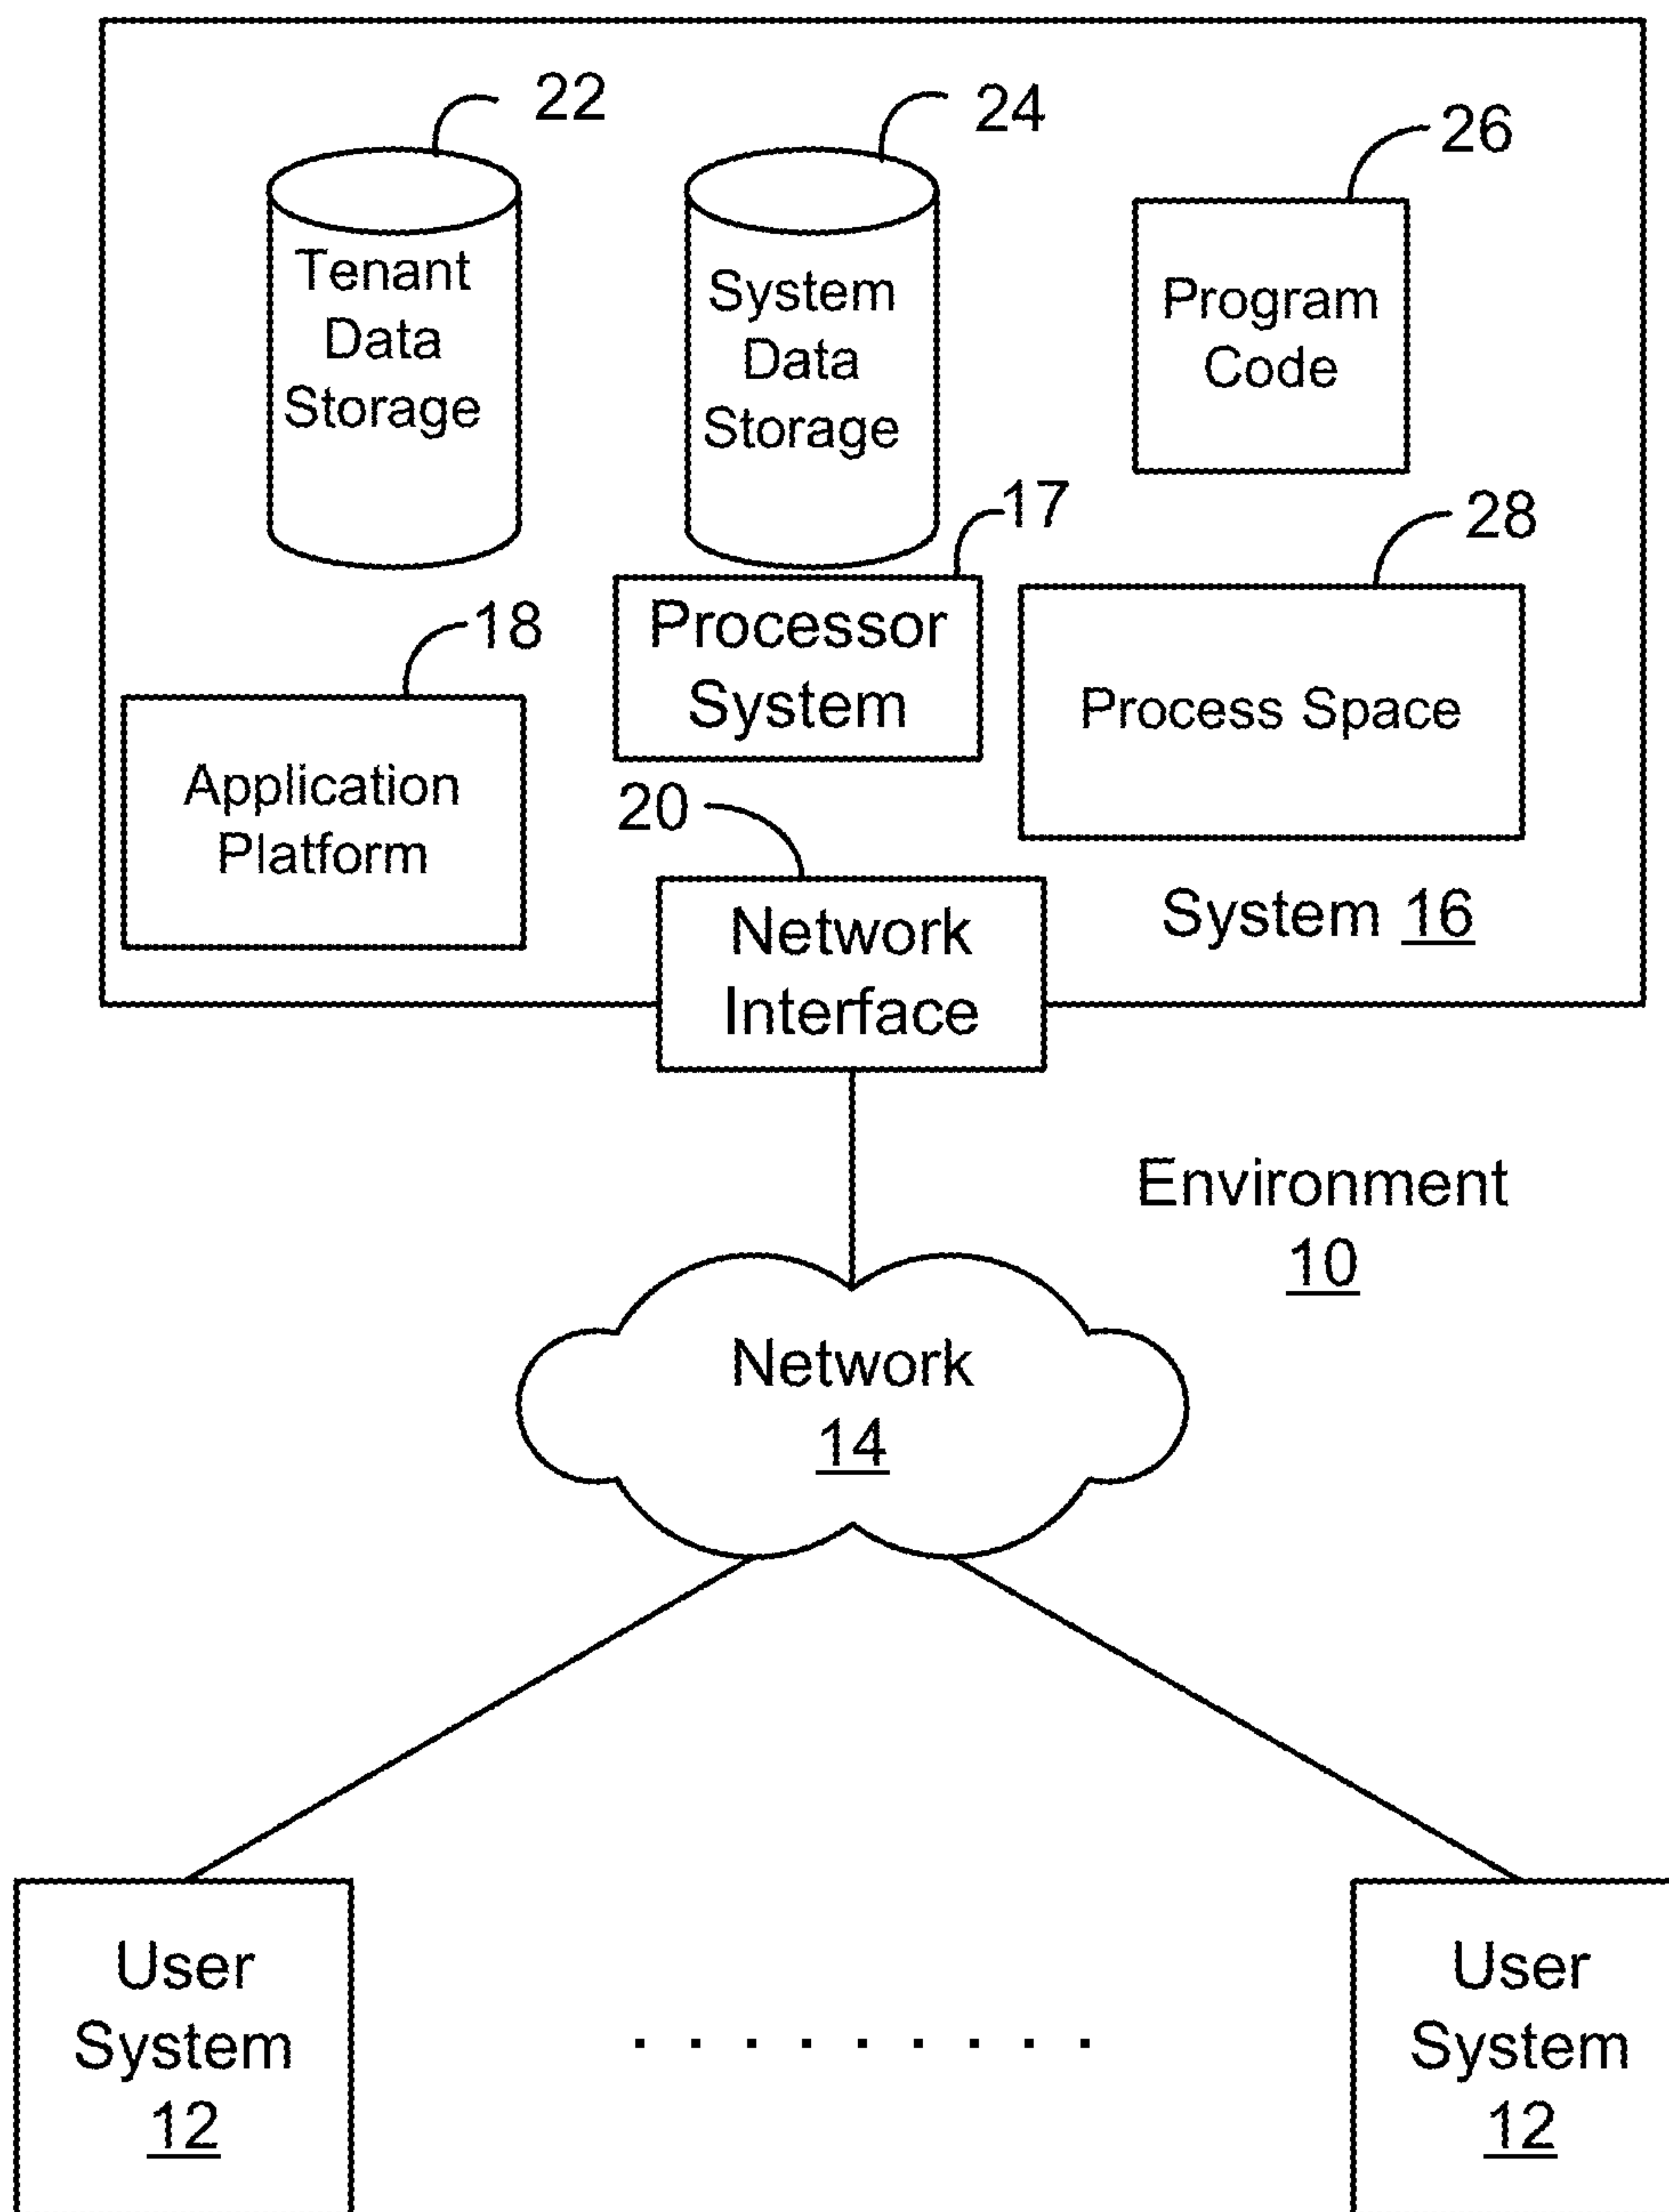 22
24
26
Tenant
Data
Storage
System
Data
Storage
Program
Code
17
28
18
Processor
System
Process Space
Application
Platform
20
Network
Interface
System 16
Environment
10
Network
14
User
System
12
. . . . . . . . .
User
System
12